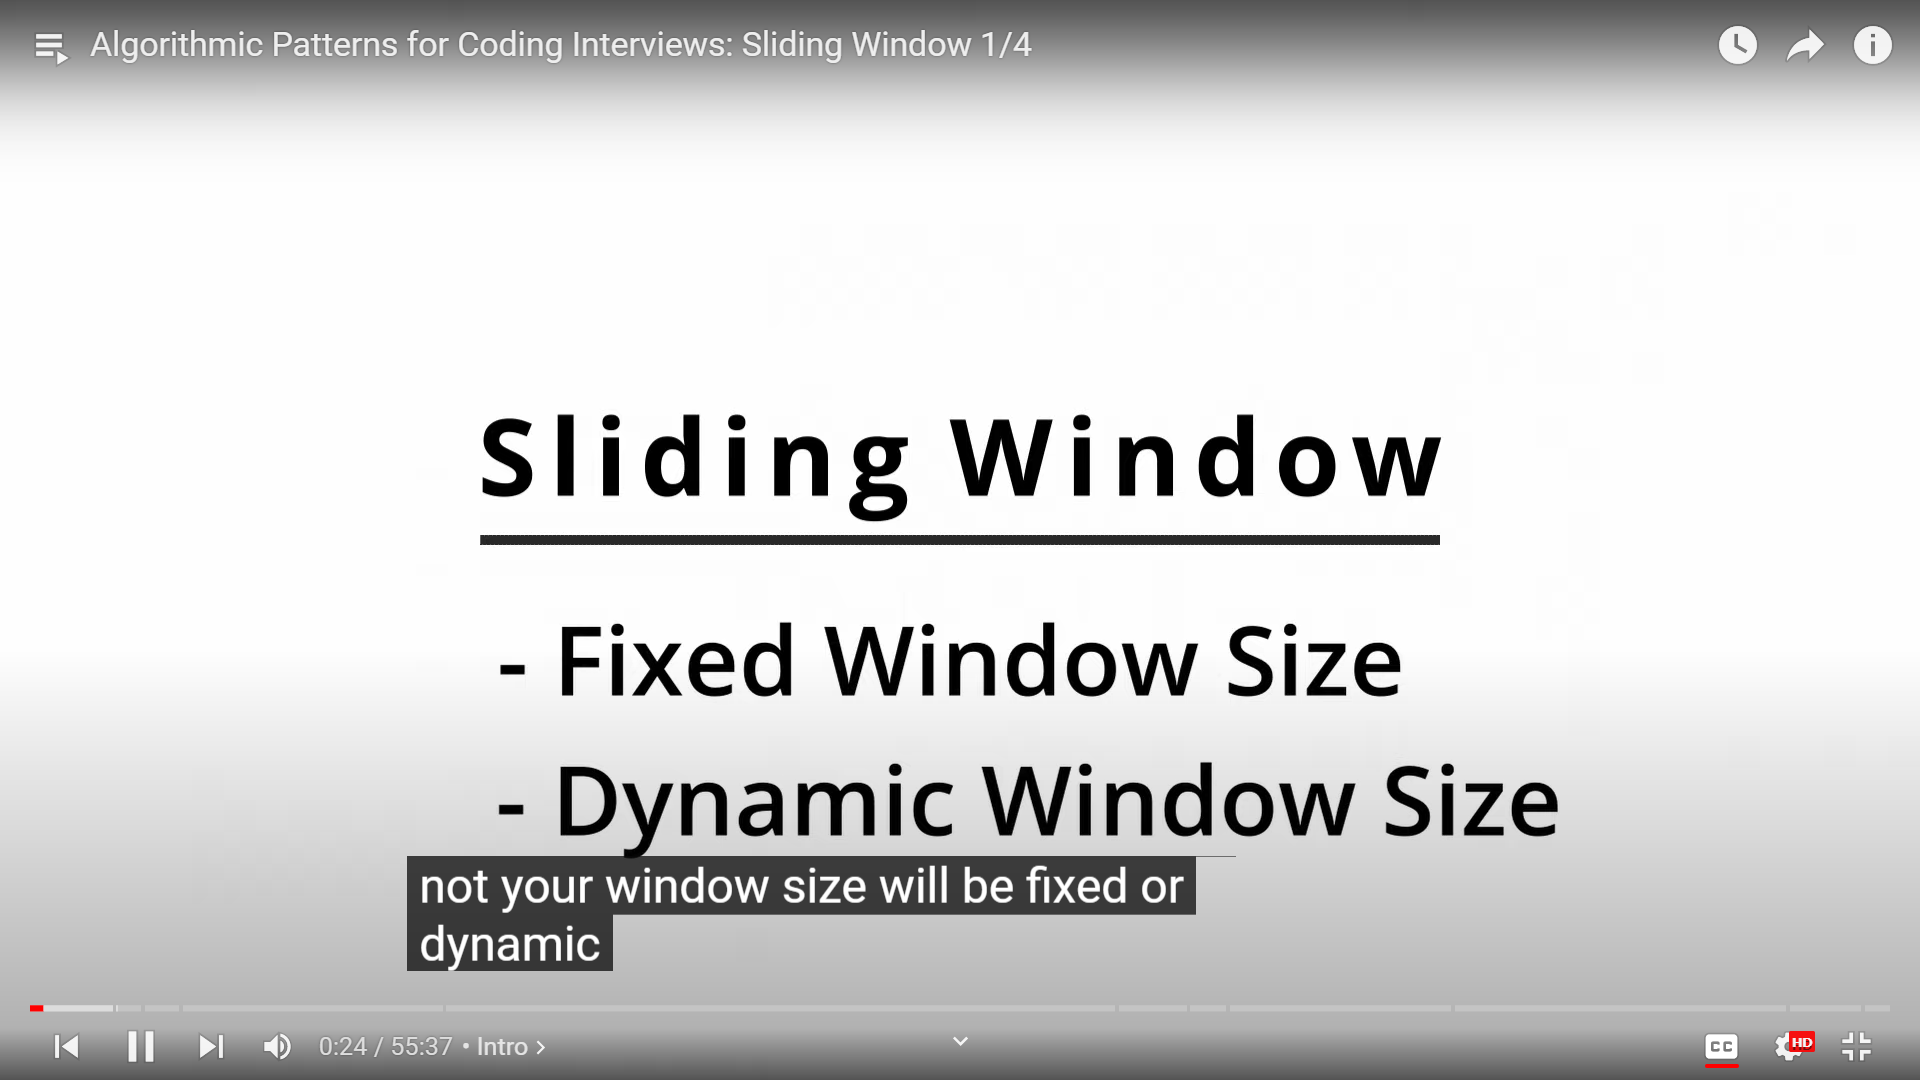 Algorithmic Patterns for Coding Interviews: Sliding Window 1/4
Sliding Window
- Fixed Window Size
- Dynamic Window Size
not your window size will be fixed or
dynamic
0:24 / 55:37 • Intro
CC
HD